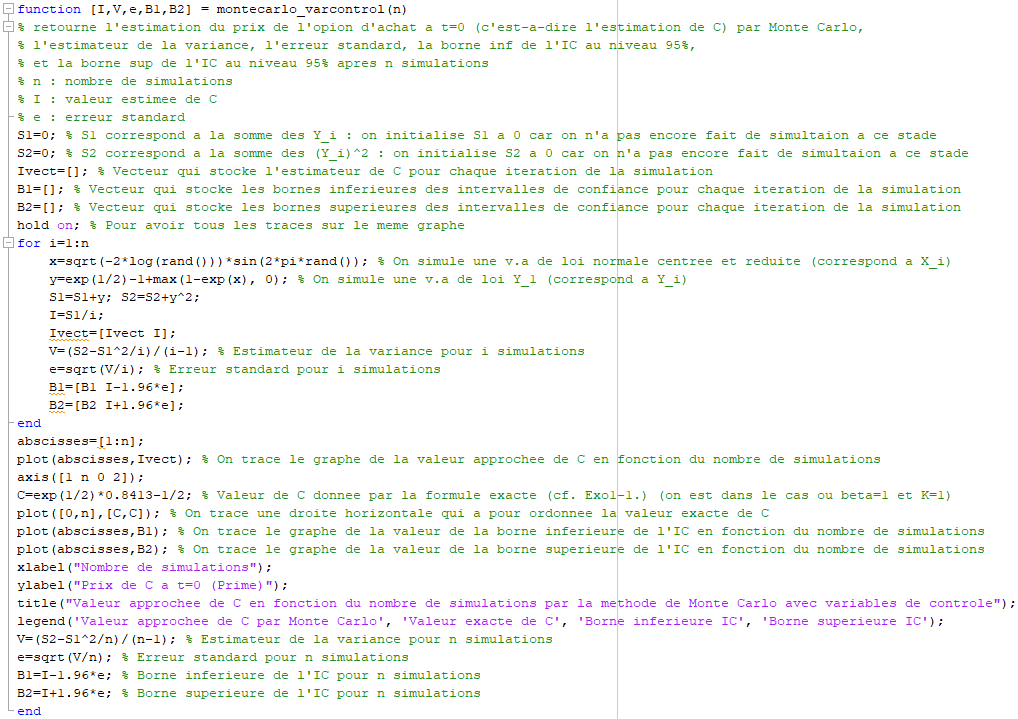 function [I,V,e,B1,B2] = montecarlo_varcontrol(n)
% retourne l'estimation du prix de l'opion d'achat a t=0 (c'est-a-dire l'estimation de C) par Monte Carlo,
% l'estimateur de la variance, l'erreur standard, la borne inf de l'IC au niveau 95%,
% et la borne sup de l'IC au niveau 95% apres n simulations
% n : nombre de simulations
% I : valeur estimee de C
% e : erreur standard
S1=0; % S1 correspond a la somme des Y_i : on initialise S1 a 0 car on n'a pas encore fait de simultaion a ce stade
S2=0; % S2 correspond a la somme des (Y_i)^2 : on initialise S2 a 0 car on n'a pas encore fait de simultaion a ce stade
Ivect=[]; % Vecteur qui stocke l'estimateur de C pour chaque iteration de la simulation
B1=[]; % Vecteur qui stocke les bornes inferieures des intervalles de confiance pour chaque iteration de la simulation
B2=[]; % Vecteur qui stocke les bornes superieures des intervalles de confiance pour chaque iteration de la simulation
hold on; % Pour avoir tous les traces sur le meme graphe
for i=1:n
    x=sqrt(-2*log(rand()))*sin(2*pi*rand()); % On simule une v.a de loi normale centree et reduite (correspond a X_i)
    y=exp(1/2)-1+max(1-exp(x), 0); % On simule une v.a de loi Y_1 (correspond a Y_i)
    S1=S1+y; S2=S2+y^2;
    I=S1/i;
    Ivect=[Ivect I];
    V=(S2-S1^2/i)/(i-1); % Estimateur de la variance pour i simulations
    e=sqrt(V/i); % Erreur standard pour i simulations
    B1=[B1 I-1.96*e];
    B2=[B2 I+1.96*e];
end
abscisses=[1:n];
plot(abscisses,Ivect); % On trace le graphe de la valeur approchee de C en fonction du nombre de simulations
axis([1 n 0 2]);
C=exp(1/2)*0.8413-1/2; % Valeur de C donnee par la formule exacte (cf. Exo1-1.) (on est dans le cas ou beta=1 et K=1)
plot([0,n],[C,C]); % On trace une droite horizontale qui a pour ordonnee la valeur exacte de C
plot(abscisses,B1); % On trace le graphe de la valeur de la borne inferieure de l'IC en fonction du nombre de simulations
plot(abscisses,B2); % On trace le graphe de la valeur de la borne superieure de l'IC en fonction du nombre de simulations
xlabel("Nombre de simulations");
ylabel("Prix de C a t=0 (Prime)");
title("Valeur approchee de C en fonction du nombre de simulations par la methode de Monte Carlo avec variables de controle");
legend('Valeur approchee de C par Monte Carlo', 'Valeur exacte de C', 'Borne inferieure IC', 'Borne superieure IC');
V=(S2-S1^2/n)/(n-1); % Estimateur de la variance pour n simulations
e=sqrt(V/n); % Erreur standard pour n simulations
B1=I-1.96*e; % Borne inferieure de l'IC pour n simulations
B2=I+1.96*e; % Borne superieure de l'IC pour n simulations
end